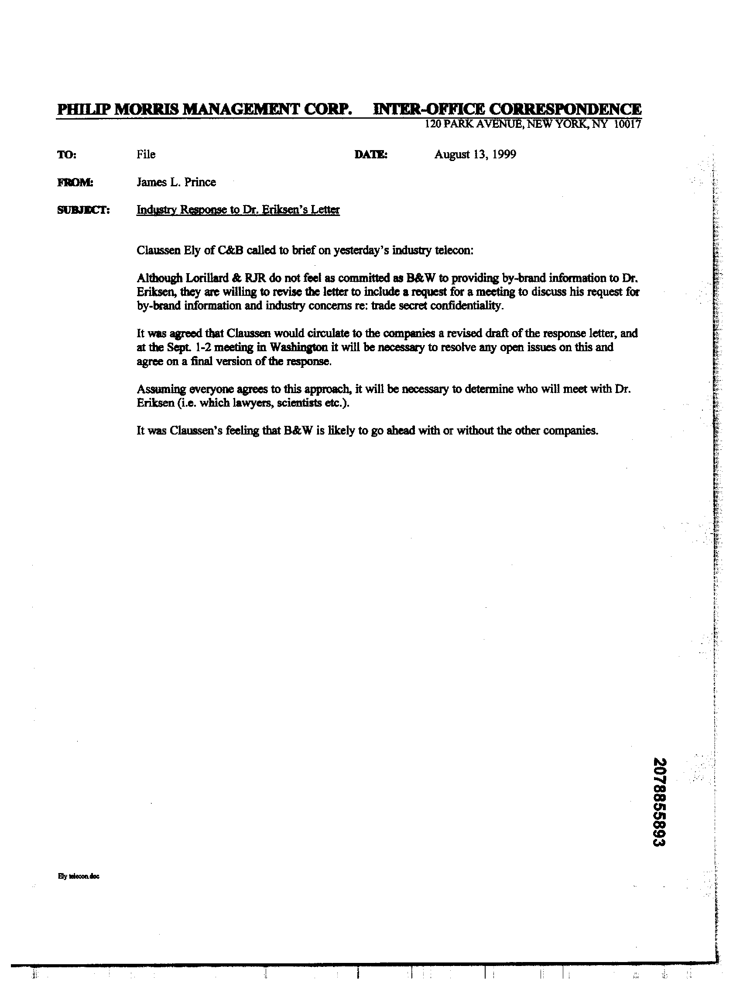 PHILIP MORRIS MANAGEMENT CORP. INTER-OFFICE CORRESPONDENCE
120 PARK AVENUE, NEW YORK, NY 10017
TO: File DATE: August 13, 1999
FROM: James L. Prince
SUBJECT: Industry Response to Dr. Eriksen's Letter
Claussen Ely of C&B called to brief on yesterday's industry telecon:
Although Lorillard & RJR do not feel as committed as B&W to providing by-brand information to Dr.
Eriksen, they are willing to revise the letter to include a request for a meeting to discuss his request for
by-brand information and industry concerns re: trade secret confidentiality.
It was agreed that Claussen would circulate to the companies a revised draft of the response letter, and
at the Sept. 1-2 meeting in Washington it will be necessary to resolve any open issues on this and
agree on a final version of the response.
Assuming everyone agrees to this approach, it will be necessary to determine who will meet with Dr.
Eriksen (i.e. which lawyers, scientists etc.).
It was Claussen's feeling that B&W is likely to go ahead with or without the other companies.
2078855893
Ely telecon.doc